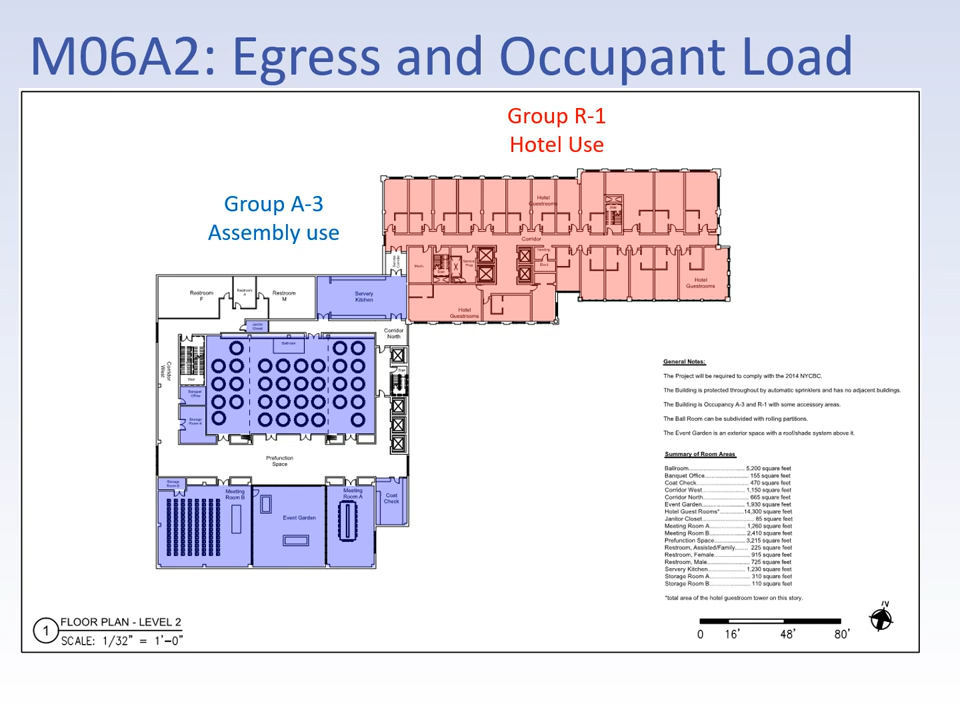 M06A2: Egress and Occupant Load
Group R-1
Hotel Use
Group A-3
Assembly use
Hotel
Guestrooms
Corridor
Hotel
Guestrooms
Hotel
Guestrooms
Restroom
F
Restroom
M
Servery
Kitchen
Janitor
Closet
Corridor
North
Ballroom
Corridor
West
Stair
Banquet
Office
Storage
Room A
Prefunction
Space
Storage
Room B
Meeting
Room B
Event Garden
Meeting
Room A
Coat
Check
General Notes:
The Project will be required to comply with the 2014 NYCBC.
The Building is protected throughout by automatic sprinklers and has no adjacent buildings.
The Building is Occupancy A-3 and R-1 with some accessory areas.
The Ball Room can be subdivided with rolling partitions.
The Event Garden is an exterior space with a roof/shade system above it.
Summary of Room Areas
Ballroom............................ 5,200 square feet
Banquet Office..................... 155 square feet
Coat Check.......................... 470 square feet
Corridor West..................... 1,150 square feet
Corridor North...................... 665 square feet
Event Garden..................... 1,930 square feet
Hotel Guest Rooms*...........14,300 square feet
Janitor Closet......................... 85 square feet
Meeting Room A................. 1,260 square feet
Meeting Room B................. 2,410 square feet
Prefunction Space.............. 3,215 square feet
Restroom, Assisted/Family....... 225 square feet
Restroom, Female................. 915 square feet
Restroom, Male..................... 725 square feet
Servery Kitchen.................. 1,230 square feet
Storage Room A.................... 310 square feet
Storage Room B.................... 110 square feet
*total area of the hotel guestroom tower on this story.
N
1
FLOOR PLAN - LEVEL 2
SCALE: 1/32" = 1'-0"
0 16' 48' 80'